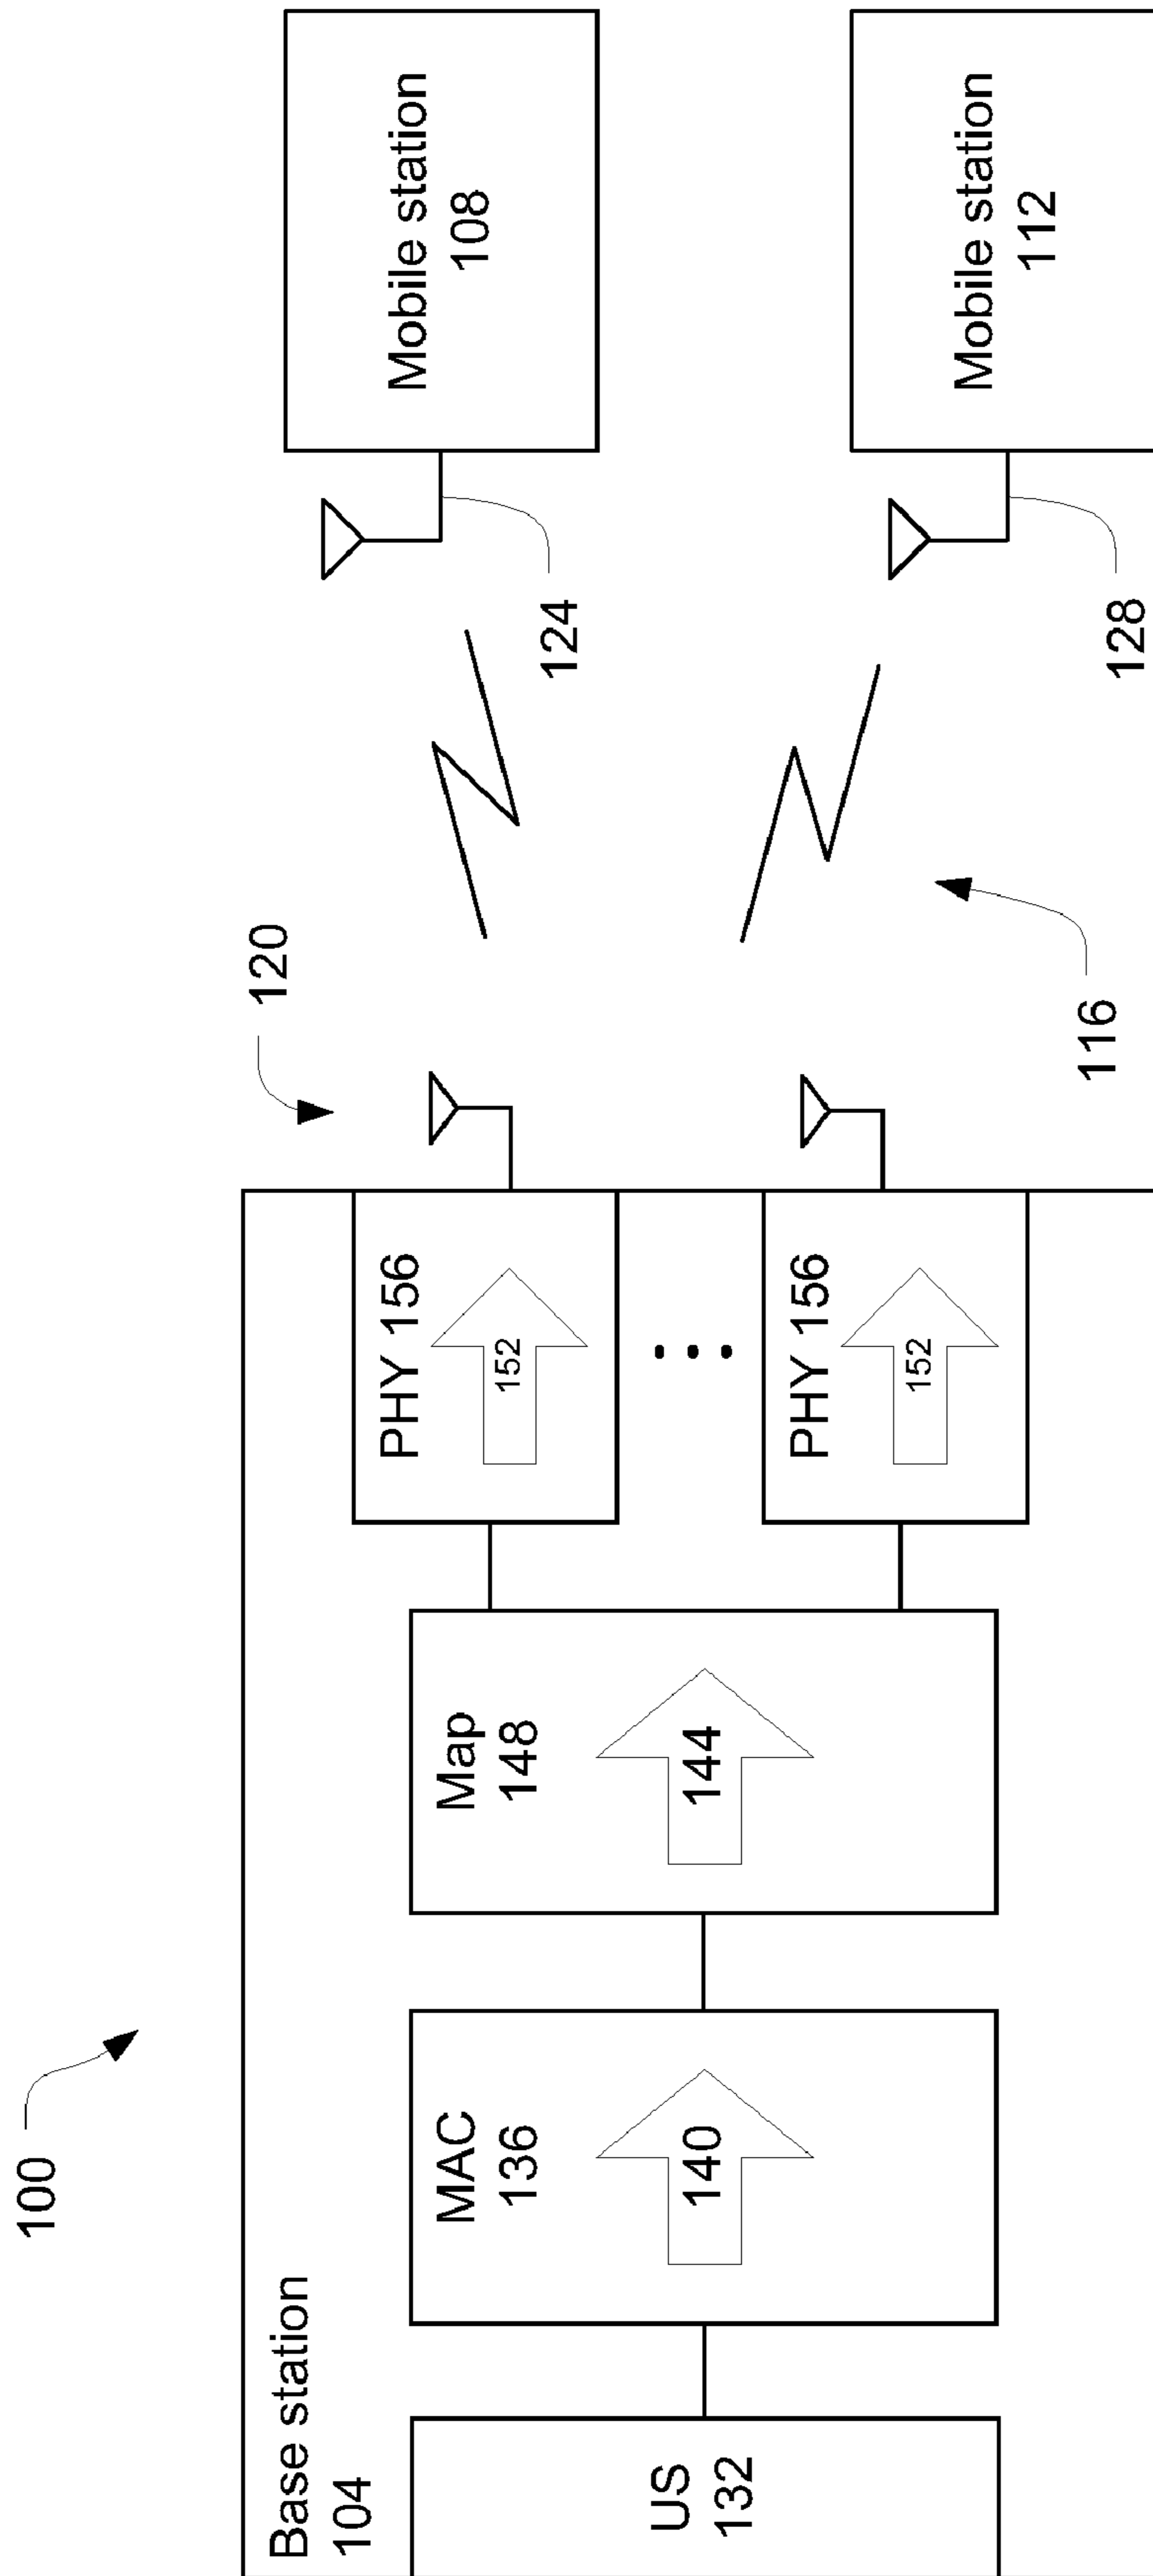 100
Base station
104
US
132
MAC
136
140
Map
148
144
PHY 156
152
PHY 156
152
120
116
124
128
Mobile station
108
Mobile station
112